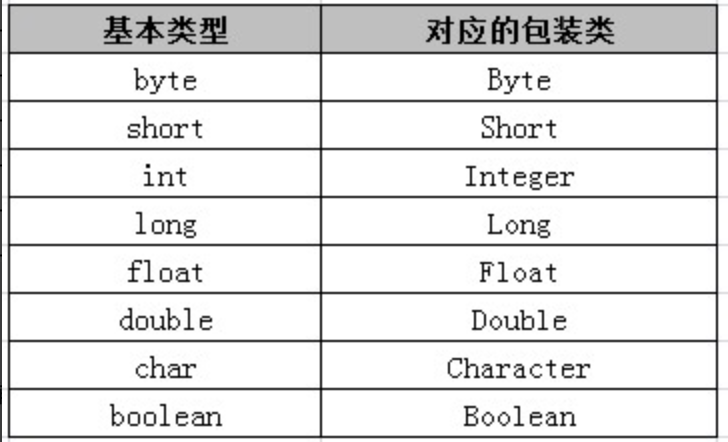 基本类型 对应的包装类
byte Byte
short Short
int Integer
long Long
float Float
double Double
char Character
boolean Boolean